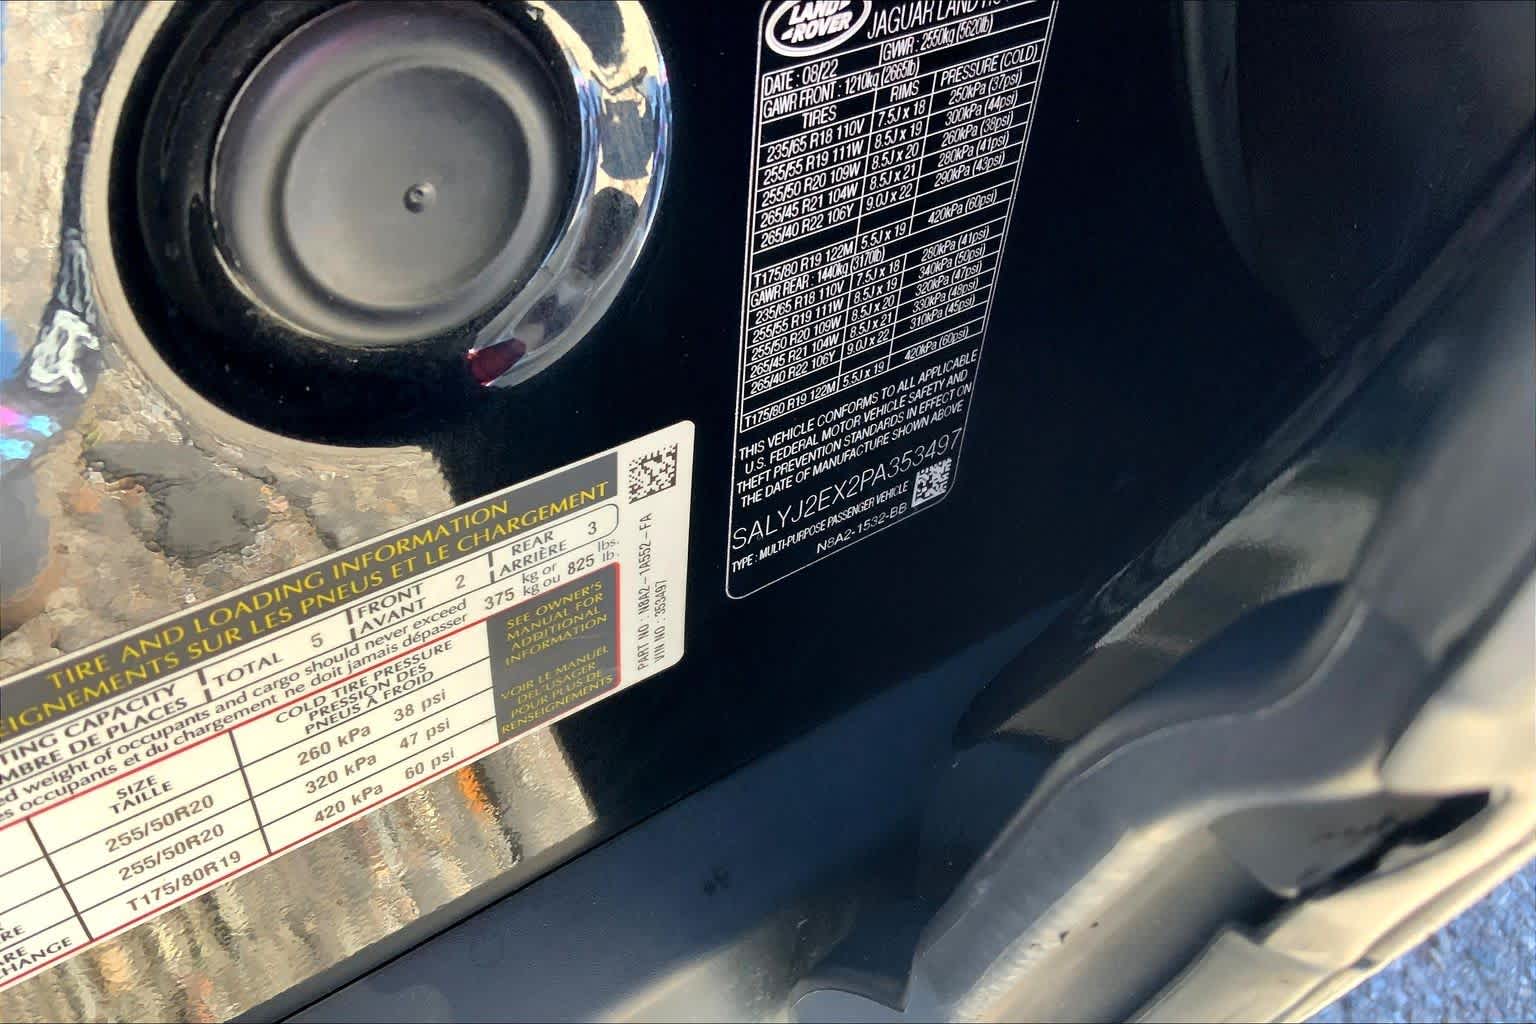 LAND
ROVER
JAGUAR LAND
GVWR : 2550kg (5620lb)
DATE : 08/22
GAWR FRONT : 1210kg (2665lb)
TIRES RIMS PRESSURE (COLD)
235/65 R18 110V 7.5J x 18 250kPa (37psi)
255/55 R19 111W 8.5J x 19 300kPa (44psi)
255/50 R20 109W 8.5J x 20 260kPa (38psi)
265/45 R21 104W 8.5J x 21 280kPa (41psi)
265/40 R22 106Y 9.0J x 22 290kPa (43psi)
T175/80 R19 122M 5.5J x 19 420kPa (60psi)
GAWR REAR : 1440kg (3170lb)
235/65 R18 110V 7.5J x 18 280kPa (41psi)
255/55 R19 111W 8.5J x 19 340kPa (50psi)
255/50 R20 109W 8.5J x 20 320kPa (47psi)
265/45 R21 104W 8.5J x 21 330kPa (48psi)
265/40 R22 106Y 9.0J x 22 310kPa (45psi)
T175/80 R19 122M 5.5J x 19 420kPa (60psi)
THIS VEHICLE CONFORMS TO ALL APPLICABLE
U.S. FEDERAL MOTOR VEHICLE SAFETY AND
THEFT PREVENTION STANDARDS IN EFFECT ON
THE DATE OF MANUFACTURE SHOWN ABOVE
SALYJ2EX2PA353497
TYPE : MULTI-PURPOSE PASSENGER VEHICLE
N8A2-1532-BB
TIRE AND LOADING INFORMATION
SUR LES PNEUS ET LE CHARGEMENT
CAPACITY TOTAL 5 FRONT 2 REAR 3
DE PLACES AVANT ARRIÈRE
weight of occupants and cargo should never exceed 375 kg or 825 lbs.
occupants et du chargement ne doit jamais dépasser kg ou lb.
SIZE
TAILLE
COLD TIRE PRESSURE
PRESSION DES
PNEUS À FROID
255/50R20 260 kPa 38 psi
255/50R20 320 kPa 47 psi
T175/80R19 420 kPa 60 psi
SEE OWNER'S
MANUAL FOR
ADDITIONAL
INFORMATION
VOIR LE MANUEL
DE L'USAGER
POUR PLUS DE
RENSEIGNEMENTS
PART NO : N8A2-1A552-FA
VIN NO : 353497